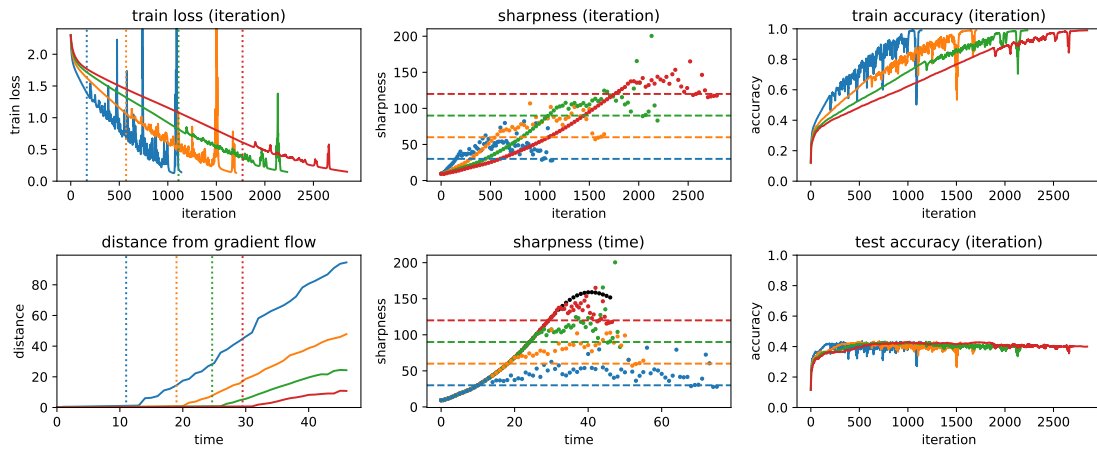 train loss (iteration)
train loss
2.0
1.5
1.0
0.5
0.0
0 500 1000 1500 2000 2500
iteration
sharpness (iteration)
sharpness
200
150
100
50
0
0 500 1000 1500 2000 2500
iteration
train accuracy (iteration)
accuracy
1.0
0.8
0.6
0.4
0.2
0.0
0 500 1000 1500 2000 2500
iteration
distance from gradient flow
distance
80
60
40
20
0
0 10 20 30 40
time
sharpness (time)
sharpness
200
150
100
50
0
0 20 40 60
time
test accuracy (iteration)
accuracy
1.0
0.8
0.6
0.4
0.2
0.0
0 500 1000 1500 2000 2500
iteration